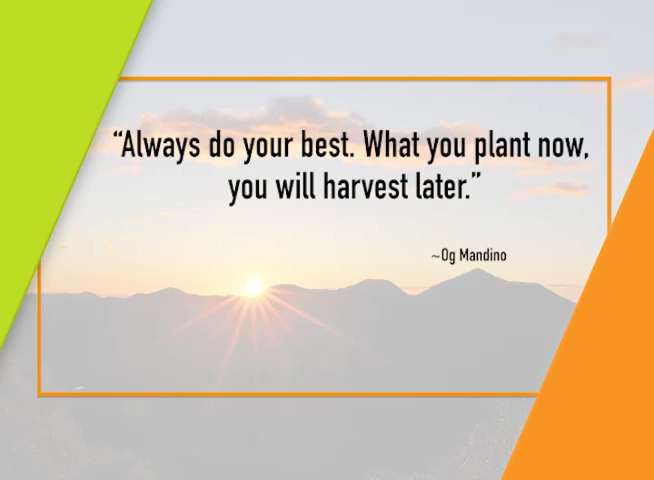 “Always do your best. What you plant now,
you will harvest later.”
~Og Mandino